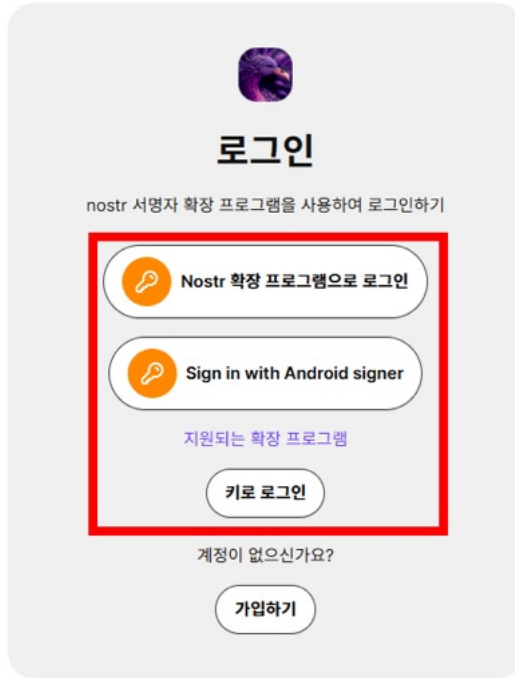 로그인
nostr 서명자 확장 프로그램을 사용하여 로그인하기
Nostr 확장 프로그램으로 로그인
Sign in with Android signer
지원되는 확장 프로그램
키로 로그인
계정이 없으신가요?
가입하기